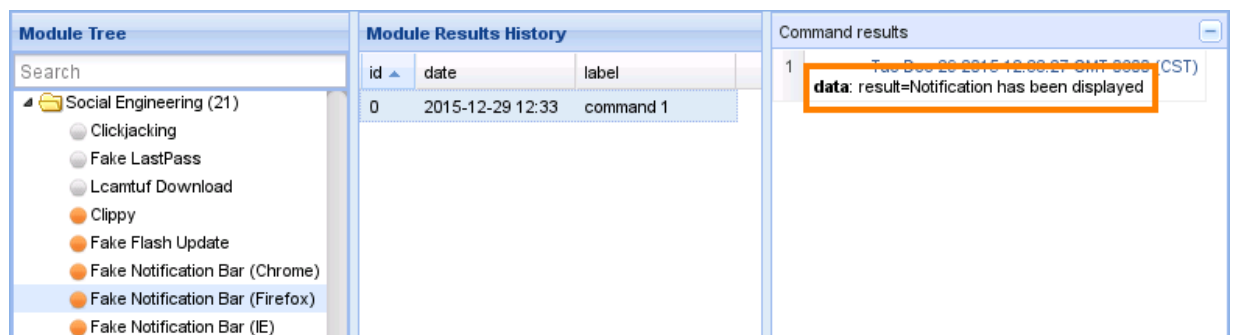 Module Tree
Search
Social Engineering (21)
Clickjacking
Fake LastPass
Lcamtuf Download
Clippy
Fake Flash Update
Fake Notification Bar (Chrome)
Fake Notification Bar (Firefox)
Fake Notification Bar (IE)
Module Results History
id date label
0 2015-12-29 12:33 command 1
Command results
1 2015 (CST)
data: result=Notification has been displayed